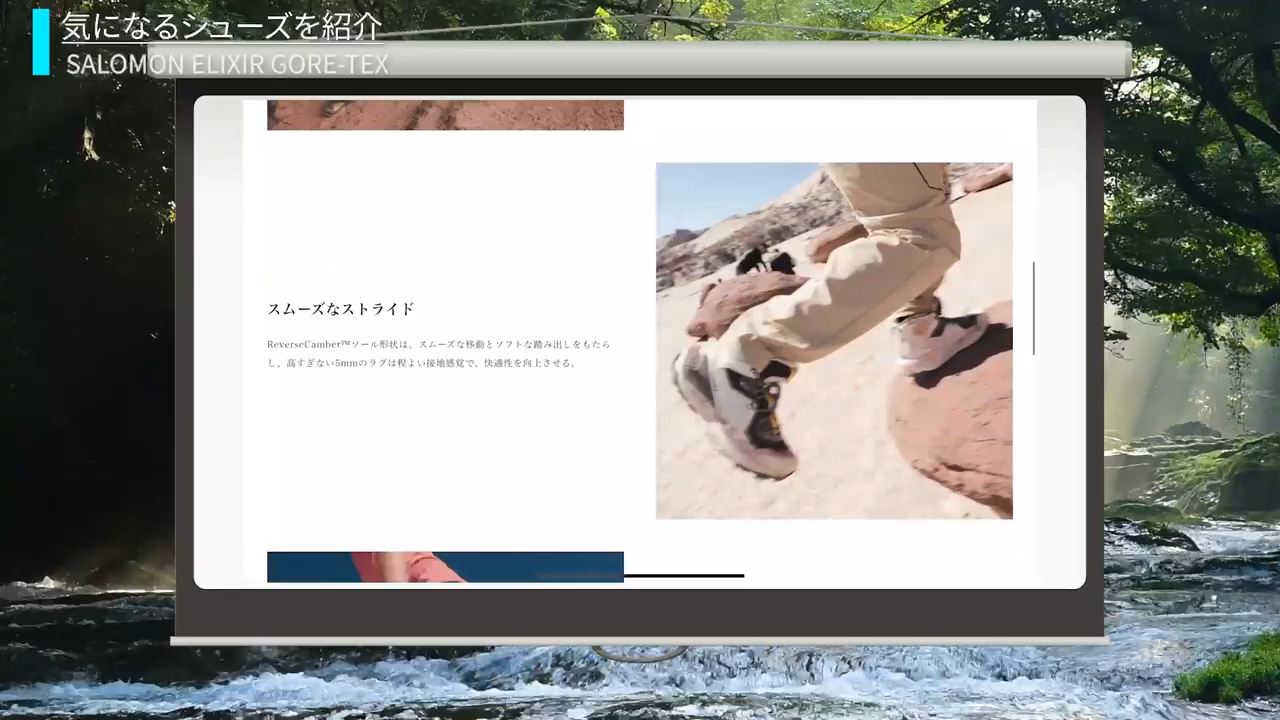 気になるシューズを紹介
SALOMON ELIXIR GORE-TEX
スムーズなストライド
ReverseCamber™ソール形状は、スムーズな移動とソフトな踏み出しをもたら
し、高すぎない5mmのラグは程よい接地感覚で、快適性を向上させる。